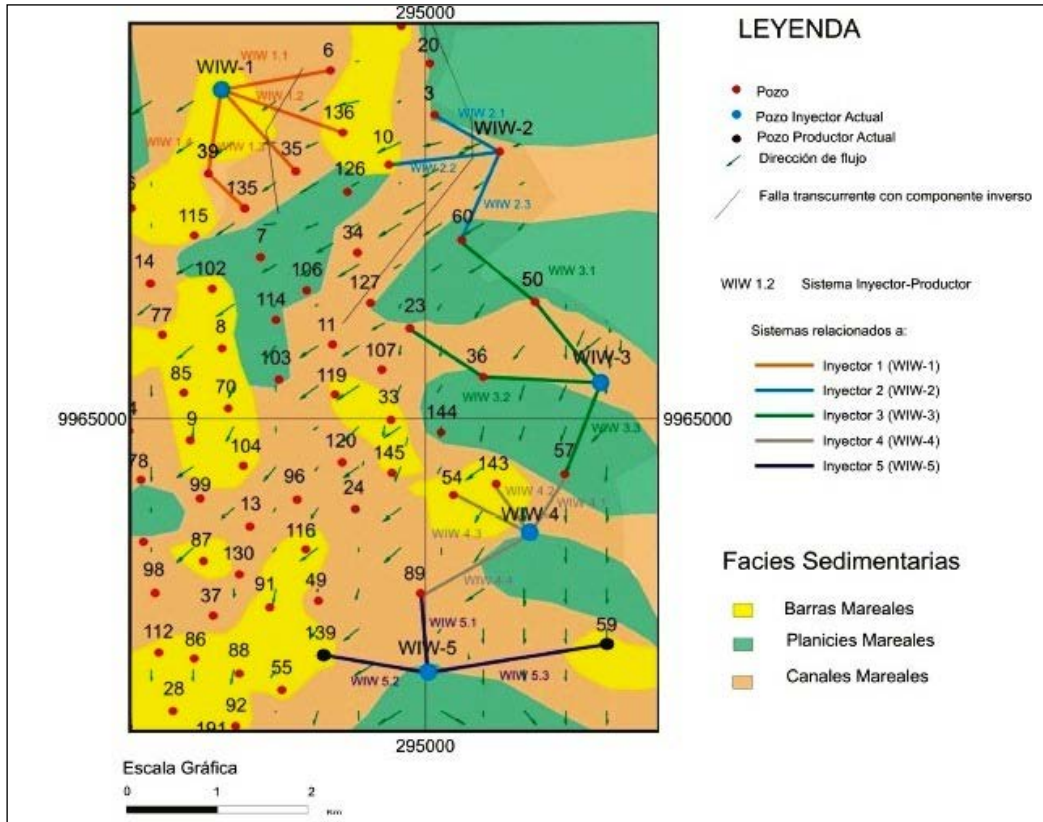 295000
LEYENDA
Pozo
Pozo Inyector Actual
Pozo Productor Actual
Dirección de flujo
Falla transcurrente con componente inverso
WIW 1.2 Sistema Inyector-Productor
Sistemas relacionados a:
Inyector 1 (WIW-1)
Inyector 2 (WIW-2)
Inyector 3 (WIW-3)
Inyector 4 (WIW-4)
Inyector 5 (WIW-5)
Facies Sedimentarias
Barras Mareales
Planicies Mareales
Canales Mareales
20
6
WIW 1.1
WIW-1
WIW 1.2
3
WIW 2.1
136
WIW-2
10
WIW 1.4
WIW 1.3
39
35
126
WIW 2.2
135
WIW 2.3
115
60
7
34
14
102
106
127
50
WIW 3.1
114
23
77
8
11
WIW-3
103
107
36
85
70
119
WIW 3.2
33
9965000
9965000
9
144
WIW 3.3
104
120
145
57
78
54
143
99
96
24
WIW 4.2
WIW 4.1
13
WIW 4
WIW 4.3
87
116
130
98
91
49
89
WIW 4.4
37
WIW 5.1
112
86
139
WIW-5
59
88
55
WIW 5.2
WIW 5.3
28
92
191
295000
Escala Gráfica
0 1 2
Km